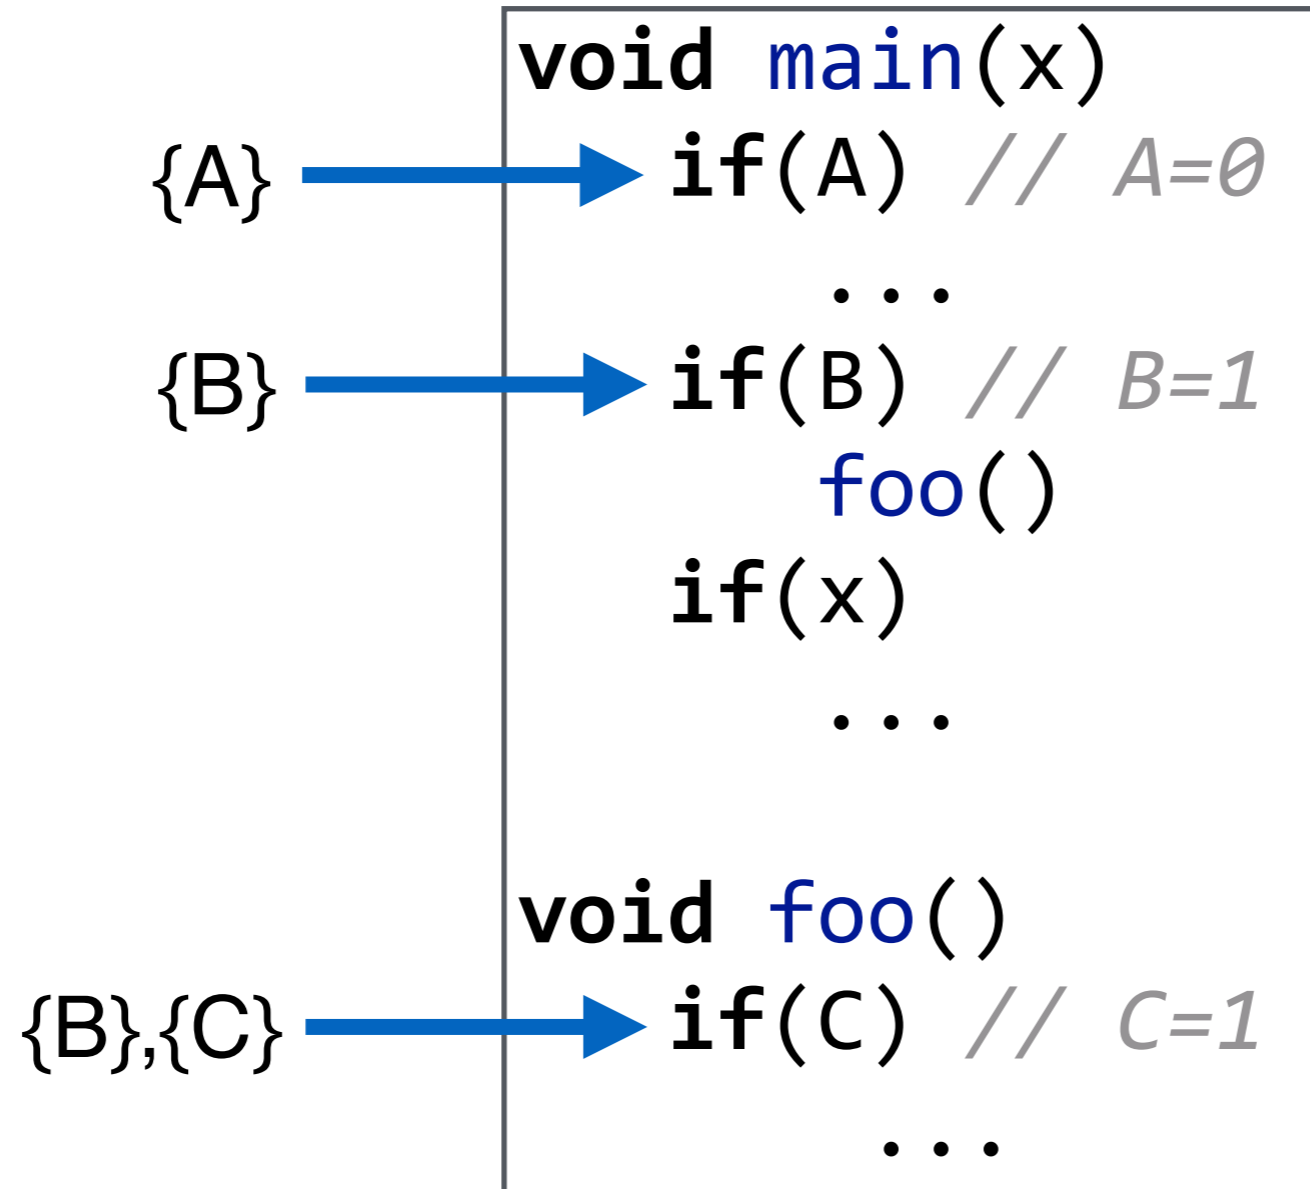 void main(x)
{A} if(A) // A=0
...
{B} if(B) // B=1
foo()
if(x)
...
void foo()
{B},{C} if(C) // C=1
...